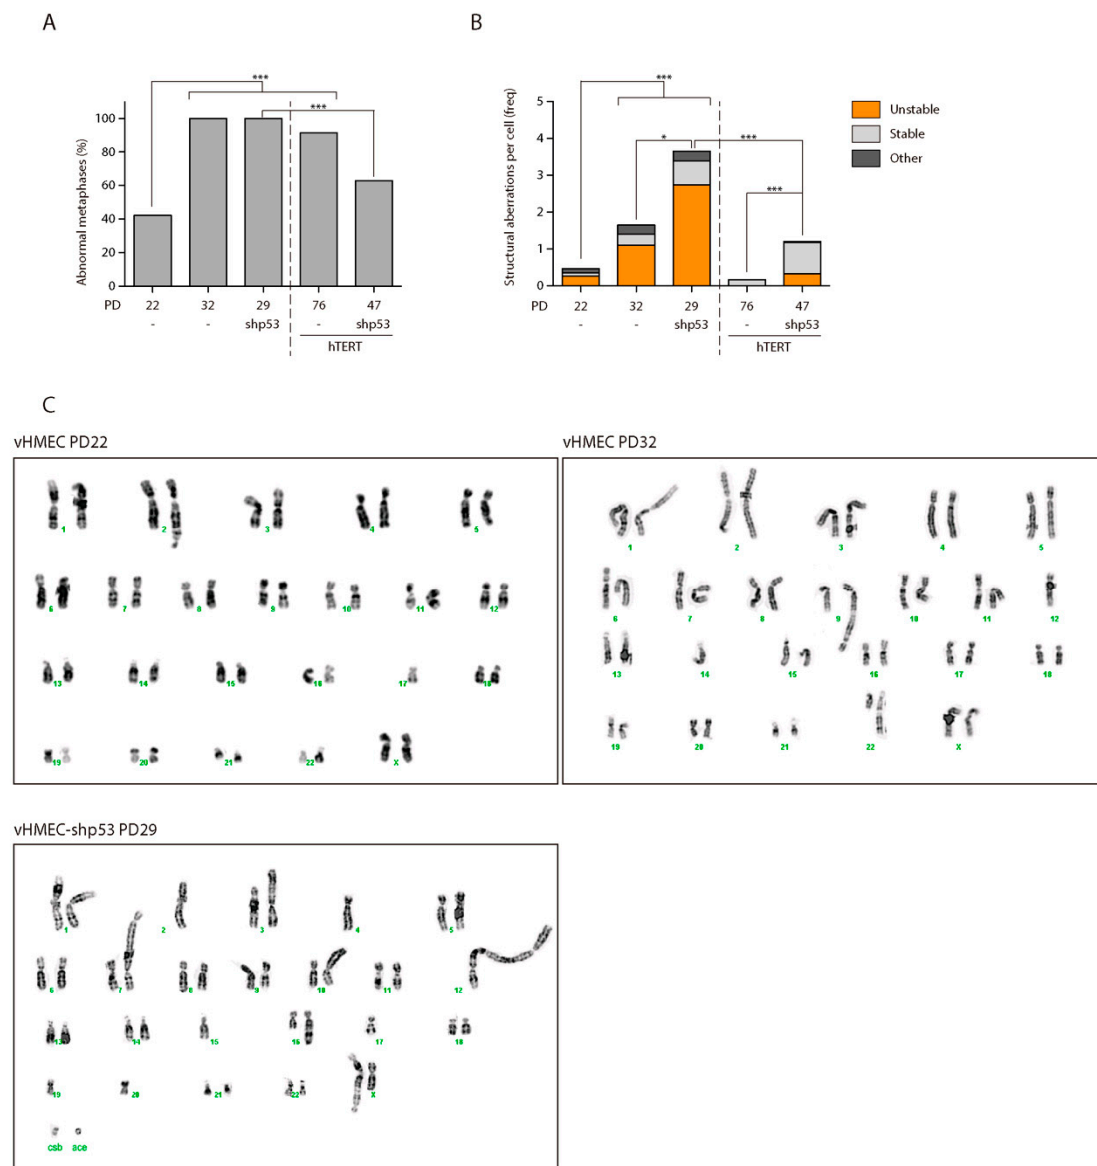 A
B
***
***
Abnormal metaphases (%)
100
80
60
40
20
0
PD 22 32 29 76 47
- - shp53 - shp53
hTERT
***
*
***
***
Structural aberrations per cell (freq)
5
4
3
2
1
0
PD 22 32 29 76 47
- - shp53 - shp53
hTERT
Unstable
Stable
Other
C
vHMEC PD22
1 2 3 4 5
6 7 8 9 10 11 12
13 14 15 16 17 18
19 20 21 22 X
vHMEC PD32
1 2 3 4 5
6 7 8 9 10 11 12
13 14 15 16 17 18
19 20 21 22 X
vHMEC-shp53 PD29
1 2 3 4 5
6 7 8 9 10 11 12
13 14 15 16 17 18
19 20 21 22 X
csb ace